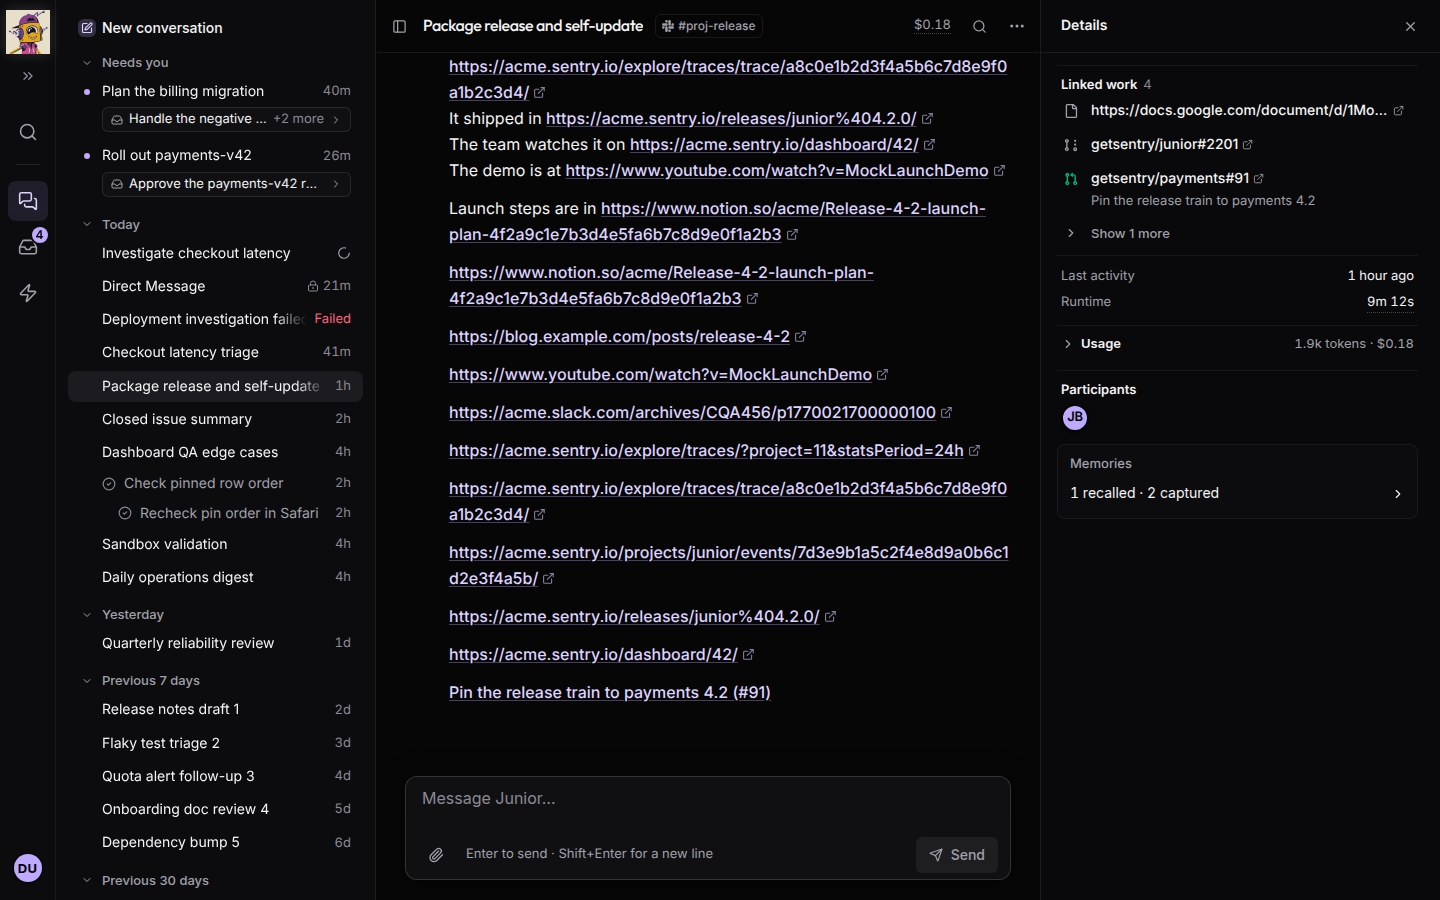 New conversation
Needs you
Plan the billing migration 40m
Handle the negative ... +2 more
Roll out payments-v42 26m
Approve the payments-v42 r...
Today
Investigate checkout latency
4
Direct Message 21m
Deployment investigation failed Failed
Checkout latency triage 41m
Package release and self-update 1h
Closed issue summary 2h
Dashboard QA edge cases 4h
Check pinned row order 2h
Recheck pin order in Safari 2h
Sandbox validation 4h
Daily operations digest 4h
Yesterday
Quarterly reliability review 1d
Previous 7 days
Release notes draft 1 2d
Flaky test triage 2 3d
Quota alert follow-up 3 4d
Onboarding doc review 4 5d
Dependency bump 5 6d
Previous 30 days
DU
Package release and self-update #proj-release $0.18
https://acme.sentry.io/explore/traces/trace/a8c0e1b2d3f4a5b6c7d8e9f0
a1b2c3d4/
It shipped in https://acme.sentry.io/releases/junior%404.2.0/
The team watches it on https://acme.sentry.io/dashboard/42/
The demo is at https://www.youtube.com/watch?v=MockLaunchDemo
Launch steps are in https://www.notion.so/acme/Release-4-2-launch-
plan-4f2a9c1e7b3d4e5fa6b7c8d9e0f1a2b3
https://www.notion.so/acme/Release-4-2-launch-plan-
4f2a9c1e7b3d4e5fa6b7c8d9e0f1a2b3
https://blog.example.com/posts/release-4-2
https://www.youtube.com/watch?v=MockLaunchDemo
https://acme.slack.com/archives/CQA456/p1770021700000100
https://acme.sentry.io/explore/traces/?project=11&statsPeriod=24h
https://acme.sentry.io/explore/traces/trace/a8c0e1b2d3f4a5b6c7d8e9f0
a1b2c3d4/
https://acme.sentry.io/projects/junior/events/7d3e9b1a5c2f4e8d9a0b6c1
d2e3f4a5b/
https://acme.sentry.io/releases/junior%404.2.0/
https://acme.sentry.io/dashboard/42/
Pin the release train to payments 4.2 (#91)
Message Junior...
Enter to send · Shift+Enter for a new line Send
Details
Linked work 4
https://docs.google.com/document/d/1Mo...
getsentry/junior#2201
getsentry/payments#91
Pin the release train to payments 4.2
Show 1 more
Last activity 1 hour ago
Runtime 9m 12s
Usage 1.9k tokens · $0.18
Participants
JB
Memories
1 recalled · 2 captured